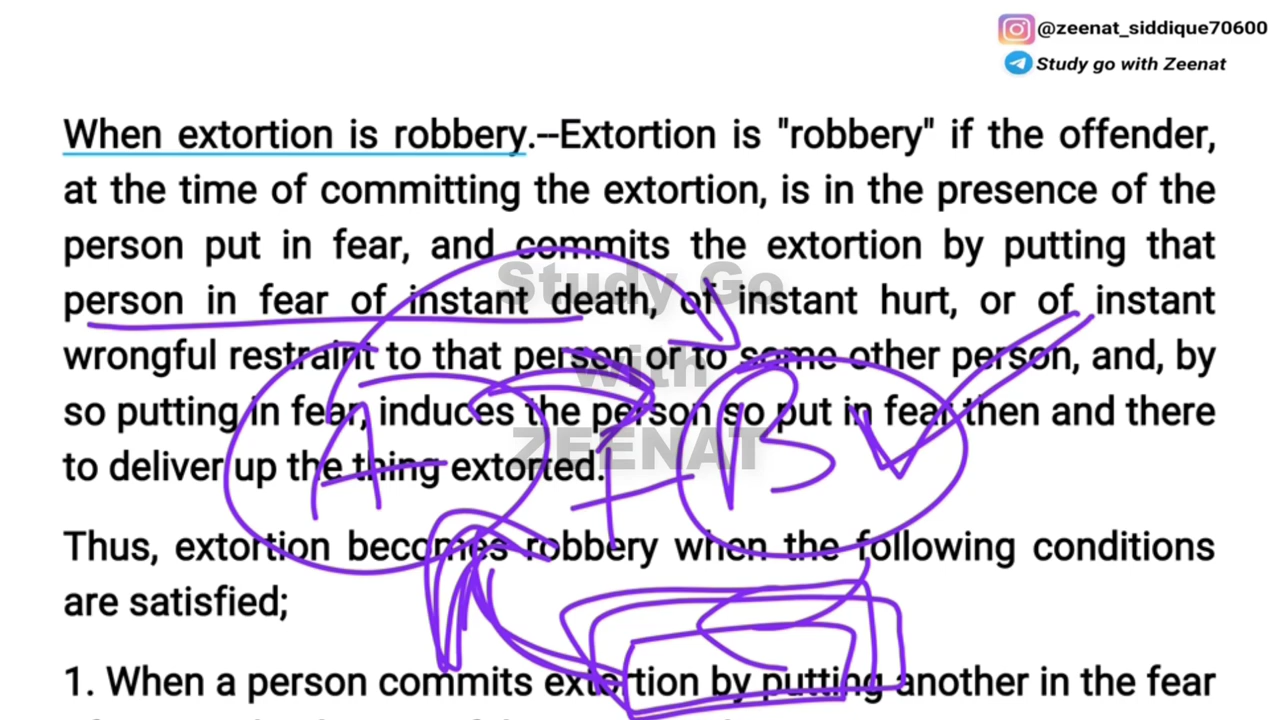 @zeenat_siddique70600
Study go with Zeenat
When extortion is robbery.--Extortion is "robbery" if the offender,
at the time of committing the extortion, is in the presence of the
person put in fear, and commits the extortion by putting that
person in fear of instant death, of instant hurt, or of instant
wrongful restraint to that person or to some other person, and, by
so putting in fear, induces the person so put in fear then and there
to deliver up the thing extorted.
Study Go
with
ZEENAT
A
B
Thus, extortion becomes robbery when the following conditions
are satisfied;
1. When a person commits extortion by putting another in the fear